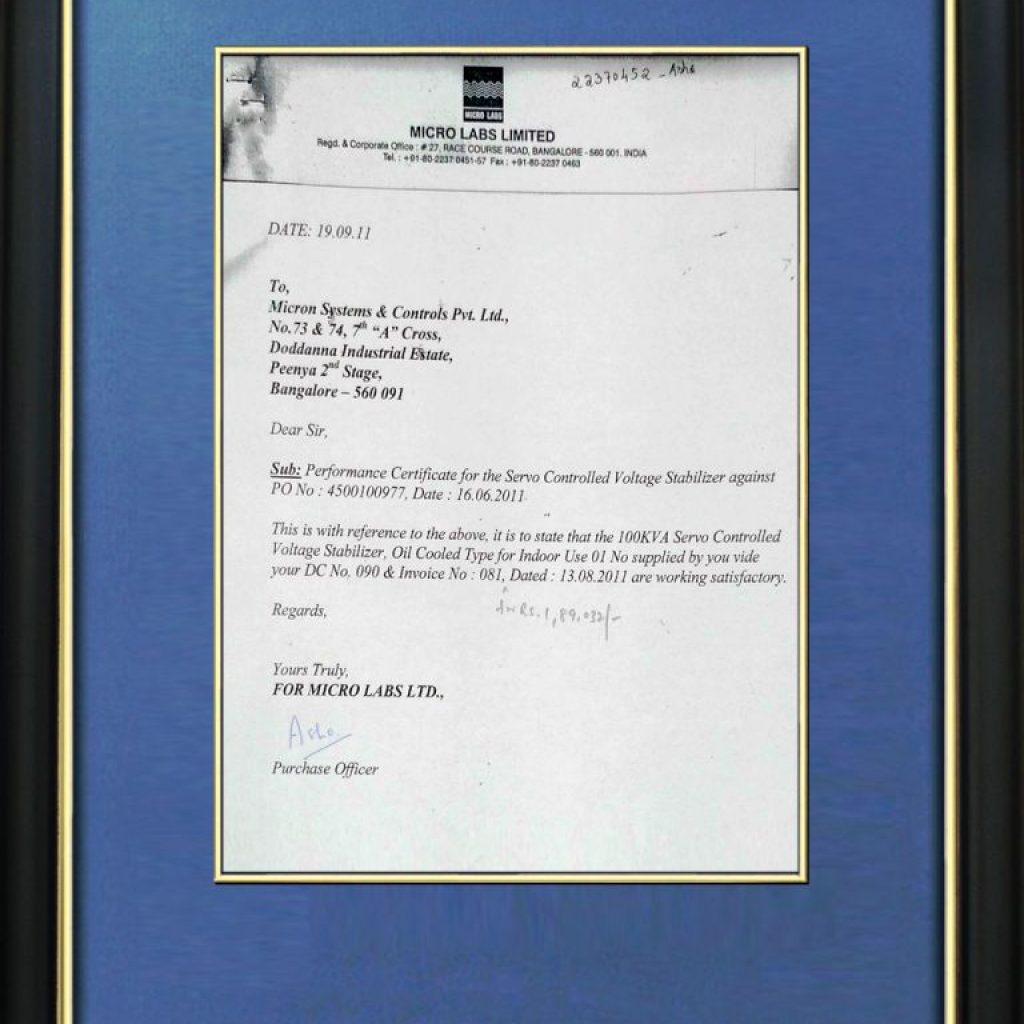 22370452 - Asha
MICRO LABS
MICRO LABS LIMITED
Regd. & Corporate Office : # 27, RACE COURSE ROAD, BANGALORE - 560 001. INDIA
Tel. : +91-80-2237 0451-57 Fax : +91-80-2237 0463
DATE: 19.09.11
To,
Micron Systems & Controls Pvt. Ltd.,
No.73 & 74, 7th "A" Cross,
Doddanna Industrial Estate,
Peenya 2nd Stage,
Bangalore – 560 091
Dear Sir,
Sub: Performance Certificate for the Servo Controlled Voltage Stabilizer against
PO No : 4500100977, Date : 16.06.2011
This is with reference to the above, it is to state that the 100KVA Servo Controlled
Voltage Stabilizer, Oil Cooled Type for Indoor Use 01 No supplied by you vide
your DC No. 090 & Invoice No : 081, Dated : 13.08.2011 are working satisfactory.
Rs. 1,89,032/-
Regards,
Yours Truly,
FOR MICRO LABS LTD.,
Asha
Purchase Officer